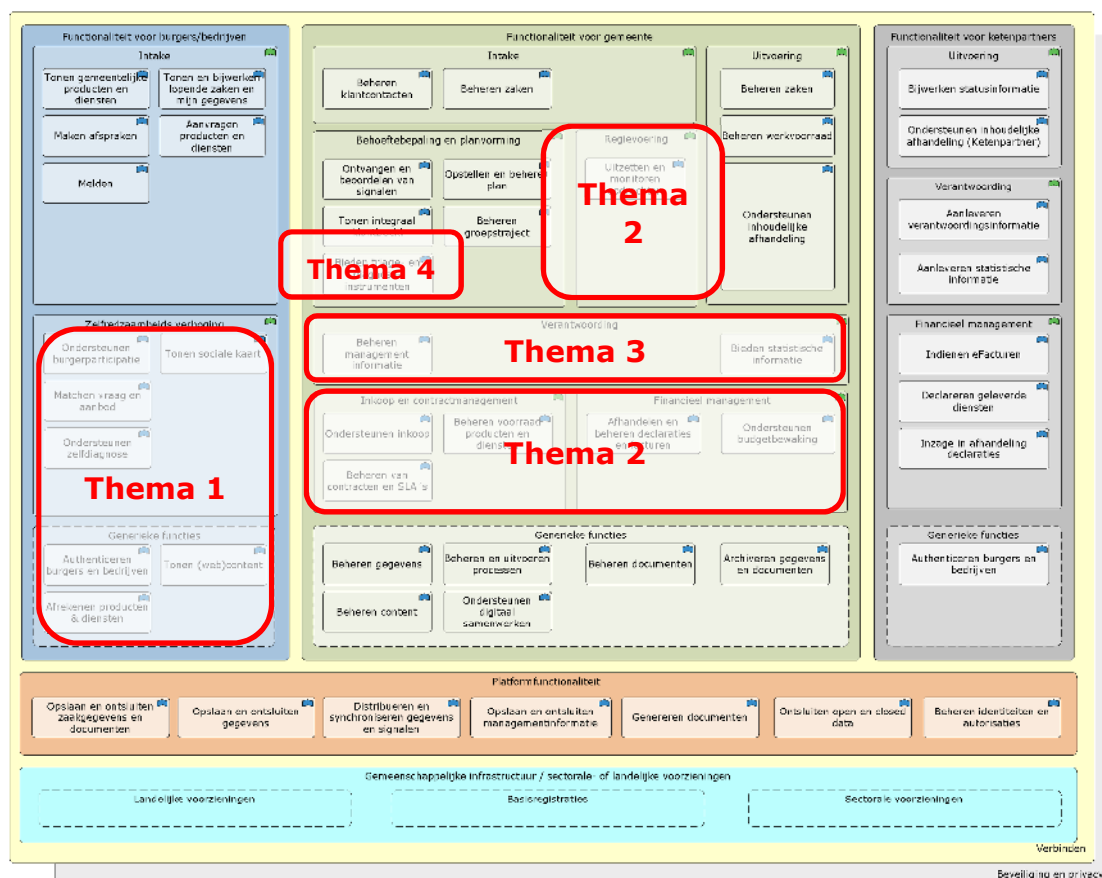 Functionaliteit voor burgers/bedrijven
Intake
Tonen gemeentelijke
producten en
diensten
Tonen en bijwerken
lopende zaken en
mijn gegevens
Maken afspraken
Aanvragen
producten en
diensten
Melden
Zelfredzaamheids verhoging
Ondersteunen
burgerparticipatie
Tonen sociale kaart
Matchen vraag en
aanbod
Ondersteunen
zelfdiagnose
Thema 1
Generieke functies
Authenticeren
burgers en bedrijven
Tonen (web)content
Afrekenen producten
& diensten
Functionaliteit voor gemeente
Intake
Beheren
klantcontacten
Beheren zaken
Behoeftebepaling en planvorming
Ontvangen en
beoordelen van
signalen
Opstellen en beheren
plan
Tonen integraal
Beheren
groepstraject
Bieden triage- en
instrumenten
Thema 4
Regievoering
Uitzetten en
monitoren
Thema
2
Uitvoering
Beheren zaken
Beheren werkvoorraad
Ondersteunen
inhoudelijke
afhandeling
Verantwoording
Beheren
management
informatie
Thema 3
Bieden statistische
informatie
Inkoop en contractmanagement
Ondersteunen inkoop
Beheren voorraad
producten en
diensten
Beheren van
contracten en SLA´s
Financieel management
Afhandelen en
beheren declaraties
en facturen
Ondersteunen
budgetbewaking
Thema 2
Generieke functies
Beheren gegevens
Beheren en uitvoeren
processen
Beheren documenten
Archiveren gegevens
en documenten
Beheren content
Ondersteunen
digitaal
samenwerken
Functionaliteit voor ketenpartners
Uitvoering
Bijwerken statusinformatie
Ondersteunen inhoudelijke
afhandeling (Ketenpartner)
Verantwoording
Aanleveren
verantwoordingsinformatie
Aanleveren statistische
informatie
Financieel management
Indienen eFacturen
Declareren geleverde
diensten
Inzage in afhandeling
declaraties
Generieke functies
Authenticeren burgers en
bedrijven
Platformfunctionaliteit
Opslaan en ontsluiten
zaakgegevens en
documenten
Opslaan en ontsluiten
gegevens
Distribueren en
synchroniseren gegevens
en signalen
Opslaan en ontsluiten
managementinformatie
Genereren documenten
Ontsluiten open en closed
data
Beheren identiteiten en
autorisaties
Gemeenschappelijke infrastructuur / sectorale- of landelijke voorzieningen
Landelijke voorzieningen
Basisregistraties
Sectorale voorzieningen
Verbinden
Beveiliging en privacy